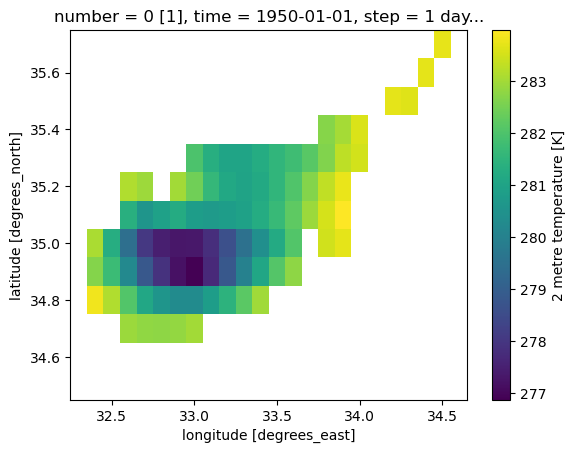 number = 0 [1], time = 1950-01-01, step = 1 day...
35.6
35.4
35.2
35.0
34.8
34.6
latitude [degrees_north]
32.5 33.0 33.5 34.0 34.5
longitude [degrees_east]
283
282
281
280
279
278
277
2 metre temperature [K]